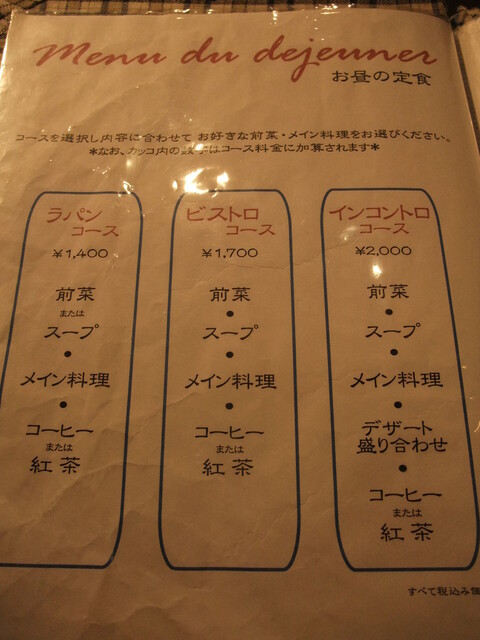 Menu du dejeuner
お昼の定食
コースを選択し内容に合わせて お好きな前菜・メイン料理をお選びください。
*なお、カッコ内の数字はコース料金に加算されます*
ラパン
コース
¥1,400
前菜
または
スープ
•
メイン料理
•
コーヒー
または
紅茶
ビストロ
コース
¥1,700
前菜
•
スープ
•
メイン料理
•
コーヒー
または
紅茶
インコントロ
コース
¥2,000
前菜
•
スープ
•
メイン料理
•
デザート
盛り合わせ
•
コーヒー
または
紅茶
すべて税込み価